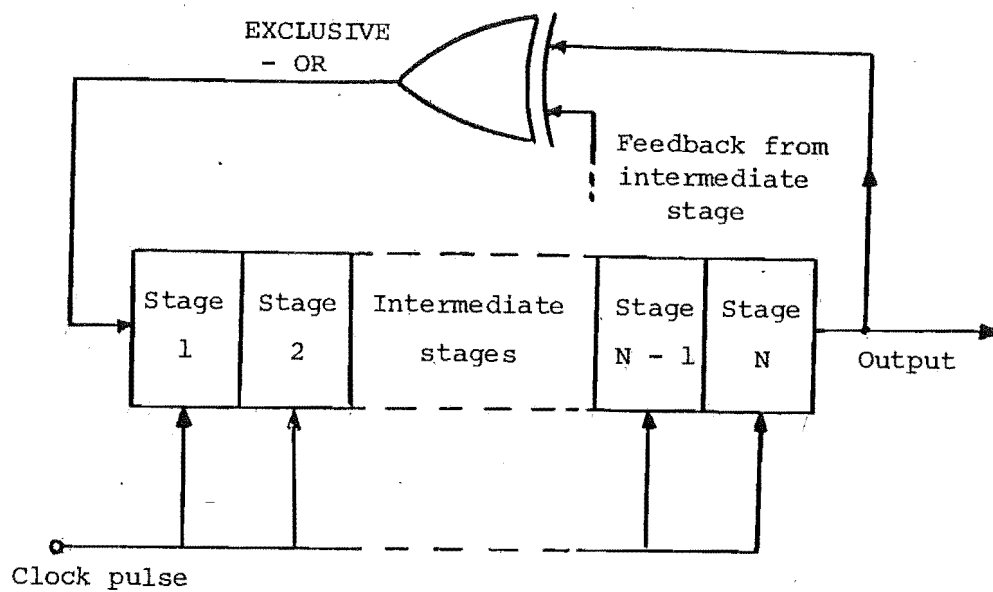 EXCLUSIVE
- OR
Feedback from
intermediate
stage
Stage
1
Stage
2
Intermediate
stages
Stage
N - 1
Stage
N
Output
Clock pulse